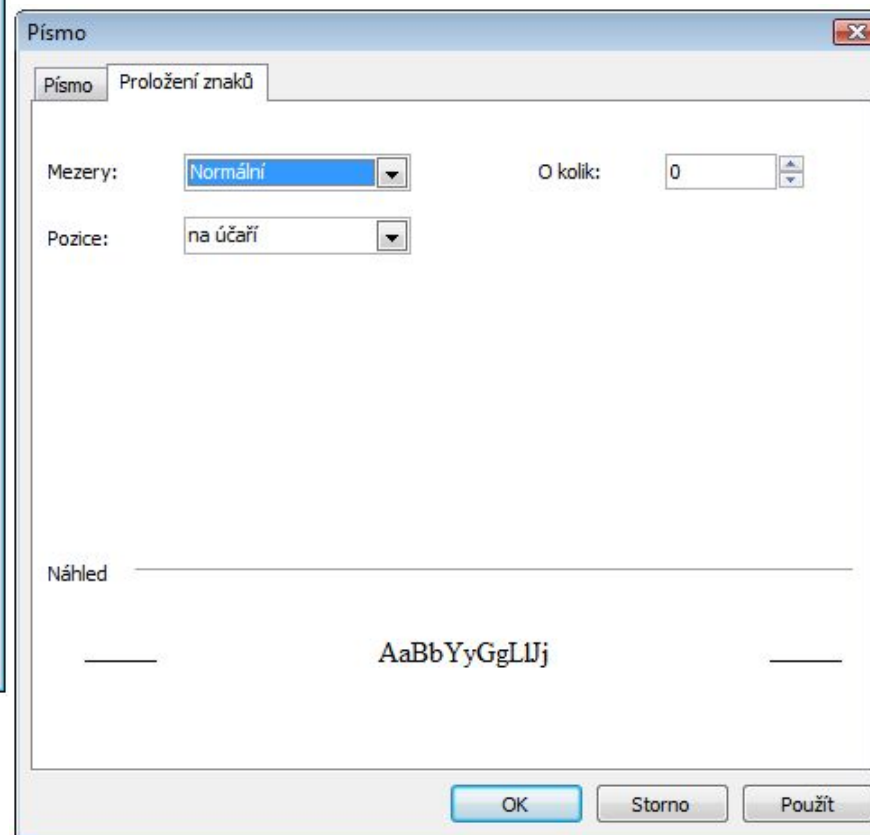 Písmo
Písmo Proložení znaků
Mezery: Normální O kolik: 0
Pozice: na účaří
Náhled
AaBbYyGgLlJj
OK Storno Použít